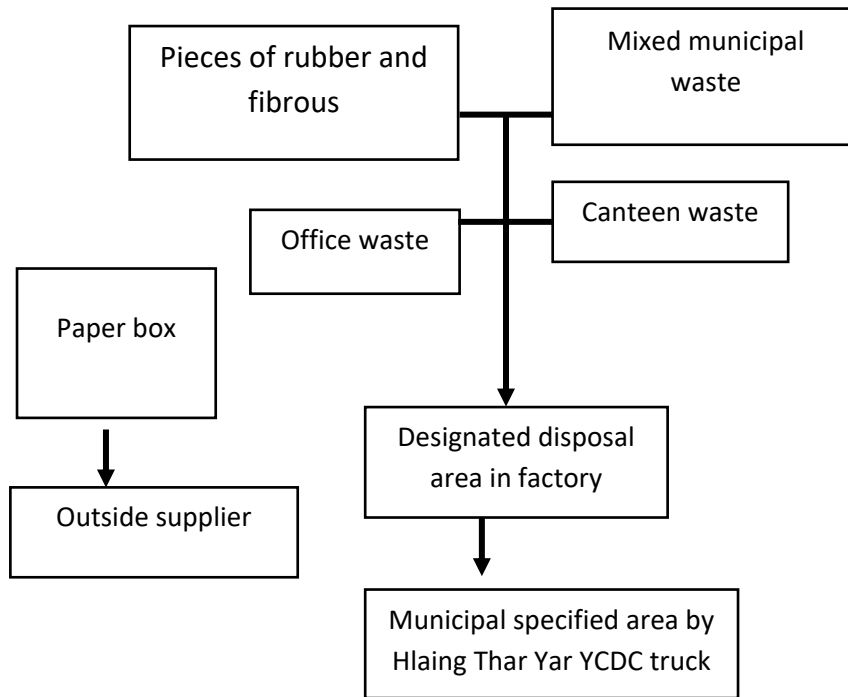 Pieces of rubber and
fibrous
Mixed municipal
waste
Office waste
Canteen waste
Paper box
Outside supplier
Designated disposal
area in factory
Municipal specified area by
Hlaing Thar Yar YCDC truck